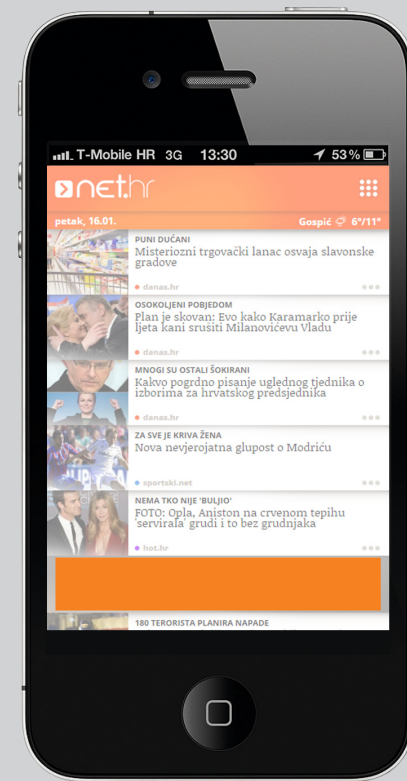 T-Mobile HR 3G 13:30 53%
net.hr
petak, 16.01. Gospić 6°/11°
PUNI DUĆANI
Misteriozni trgovački lanac osvaja slavonske
gradove
danas.hr
OSOKOLJENI POBJEDOM
Plan je skovan: Evo kako Karamarko prije
ljeta kani srušiti Milanovićevu Vladu
danas.hr
MNOGI SU OSTALI ŠOKIRANI
Kakvo pogrdno pisanje uglednog tjednika o
izborima za hrvatskog predsjednika
danas.hr
ZA SVE JE KRIVA ŽENA
Nova nevjerojatna glupost o Modriću
sportski.net
NEMA TKO NIJE 'BULJIO'
FOTO: Opla, Aniston na crvenom tepihu
'servirala' grudi i to bez grudnjaka
hot.hr
180 TERORISTA PLANIRA NAPADE